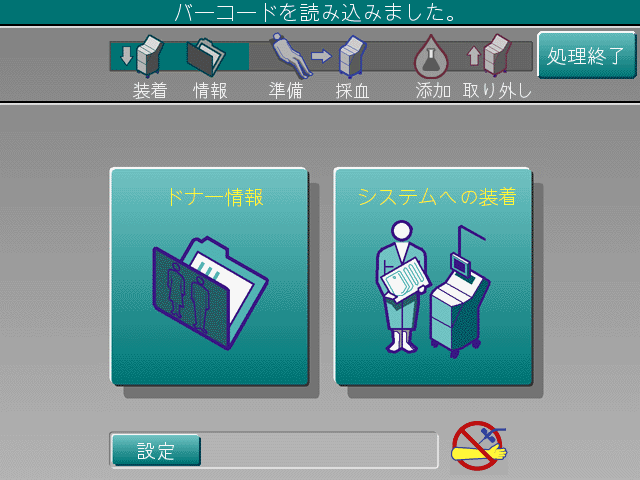 バーコードを読み込みました。
装着 情報 準備 採血 添加 取り外し 処理終了
ドナー情報 システムへの装着
設定